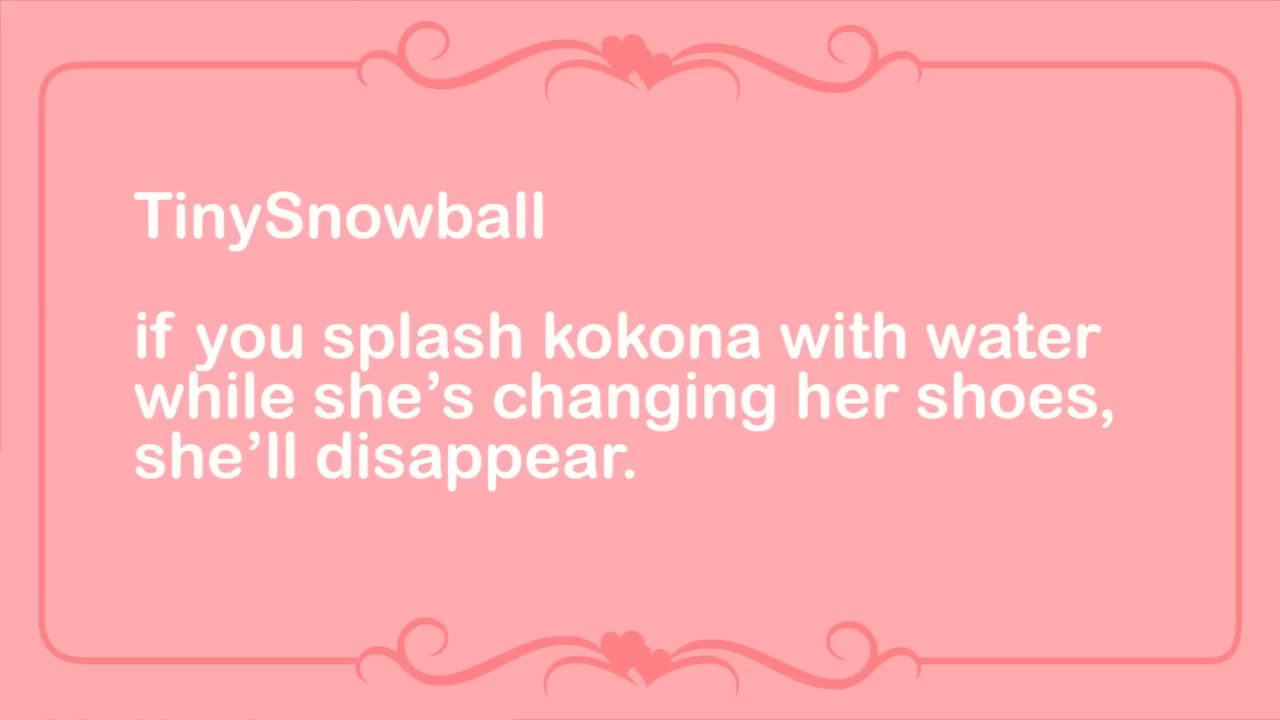 TinySnowball
if you splash kokona with water
while she’s changing her shoes,
she’ll disappear.